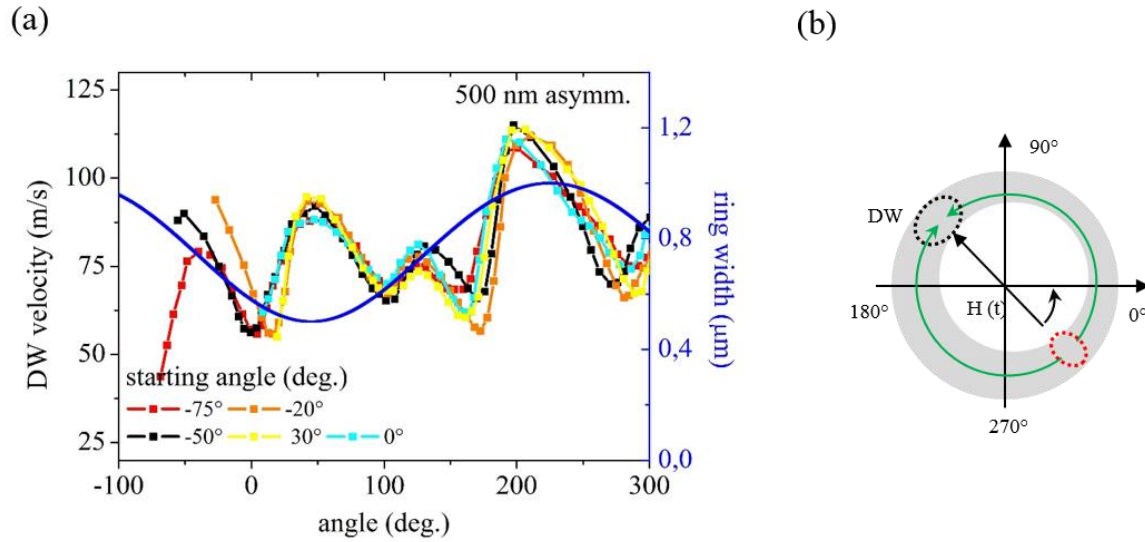 (a)
(b)
500 nm asymm.
125
100
75
50
25
DW velocity (m/s)
1,2
0,8
0,4
0,0
ring width (µm)
starting angle (deg.)
-75° -20°
-50° 30° 0°
-100 0 100 200 300
angle (deg.)
90°
DW
180°
H (t)
0°
270°